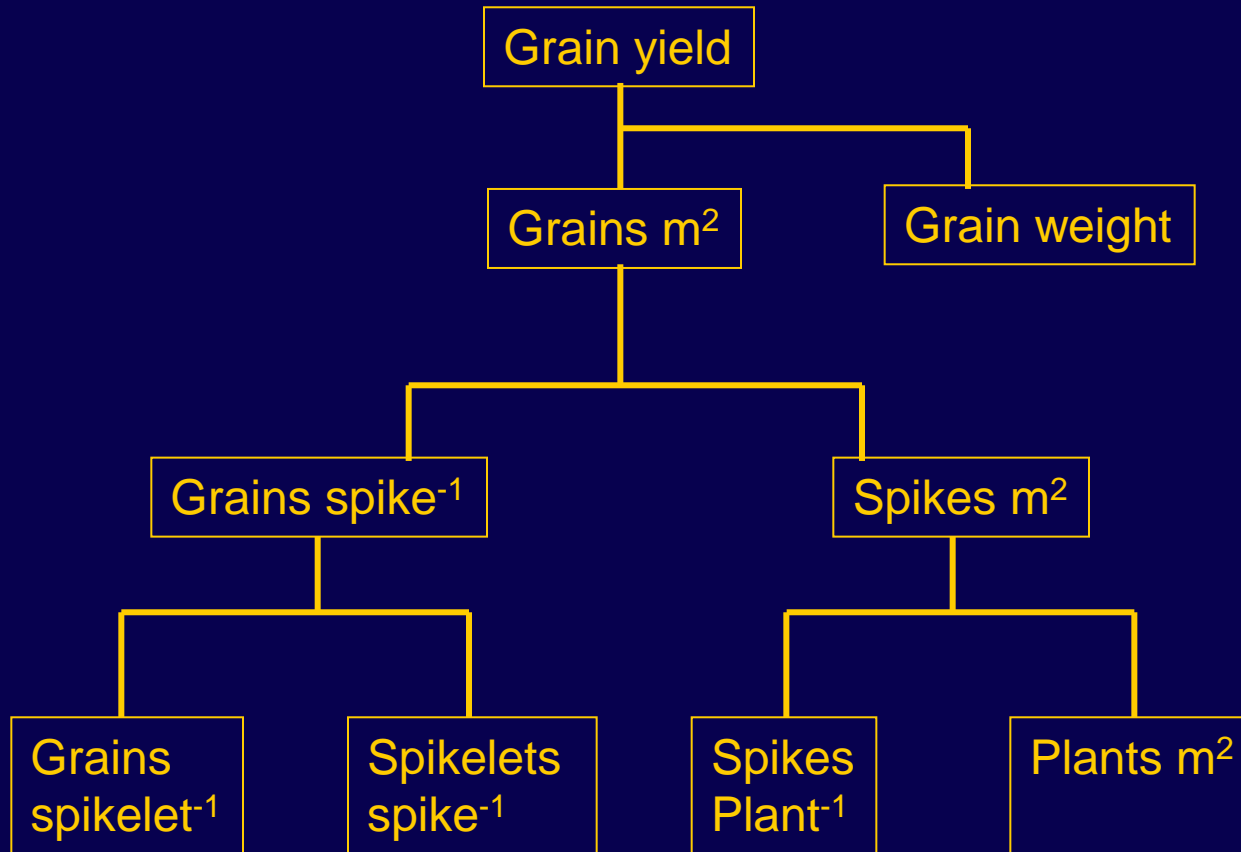 Grain yield
Grains m²
Grain weight
Grains spike⁻¹
Spikes m²
Grains
spikelet⁻¹
Spikelets
spike⁻¹
Spikes
Plant⁻¹
Plants m²